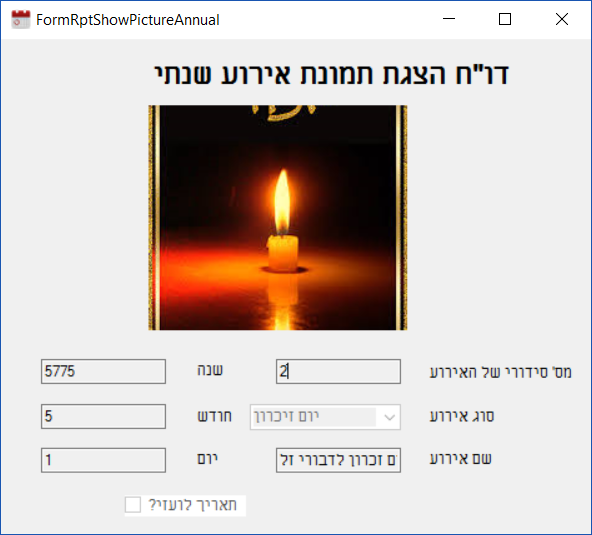 FormRptShowPictureAnnual
דו"ח הצגת תמונת אירוע שנתי
מס' סידורי של האירוע 2 שנה 5775
סוג אירוע יום זיכרון חודש 5
שם אירוע ם זכרון לדבורי זל יום 1
תאריך לועזי?